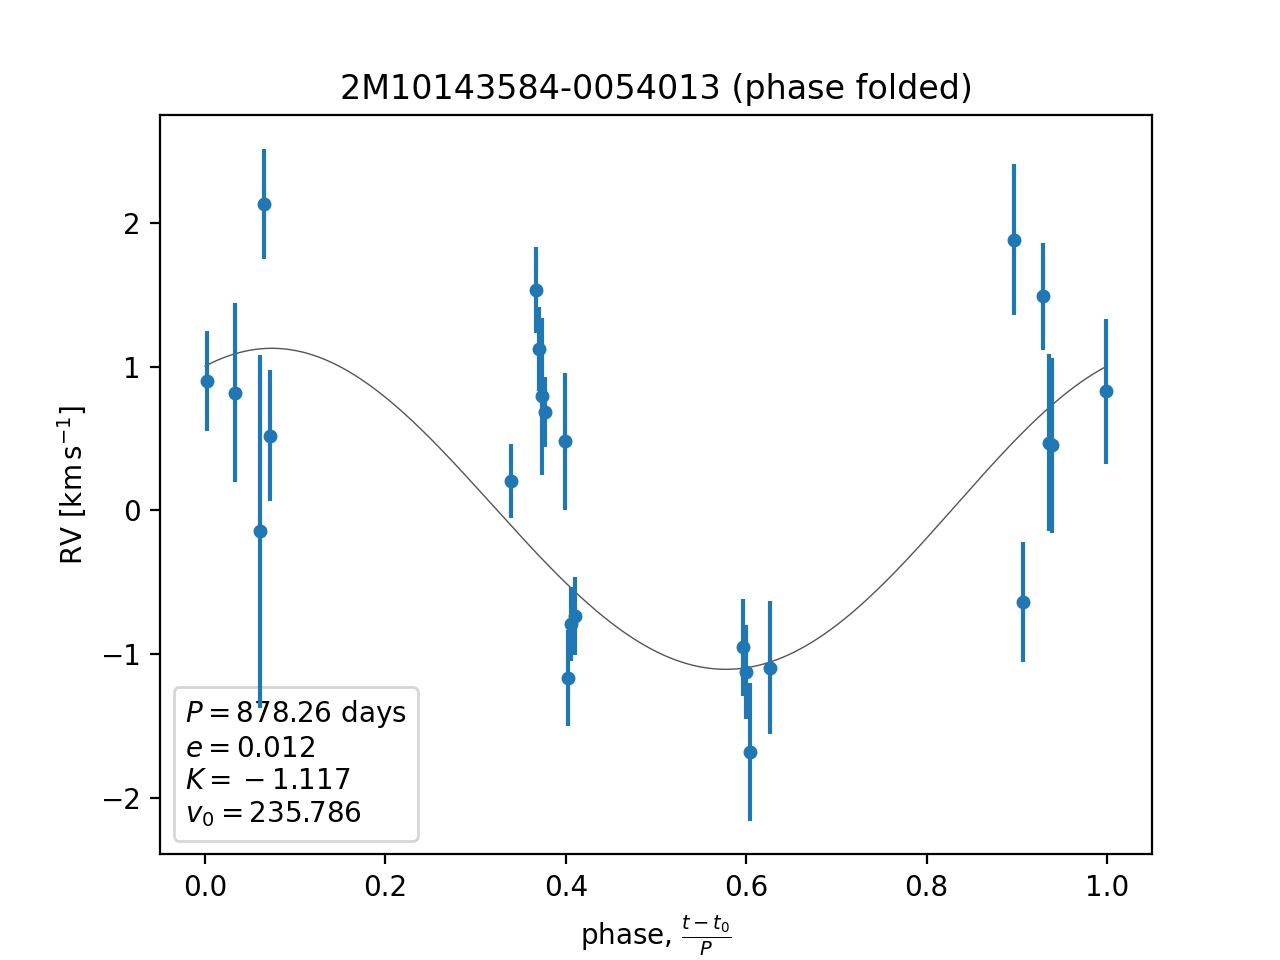 2M10143584-0054013 (phase folded)
RV [km s⁻¹]
2
1
0
−1
−2
P = 878.26 days
e = 0.012
K = −1.117
v₀ = 235.786
0.0 0.2 0.4 0.6 0.8 1.0
phase, (t − t₀)/P